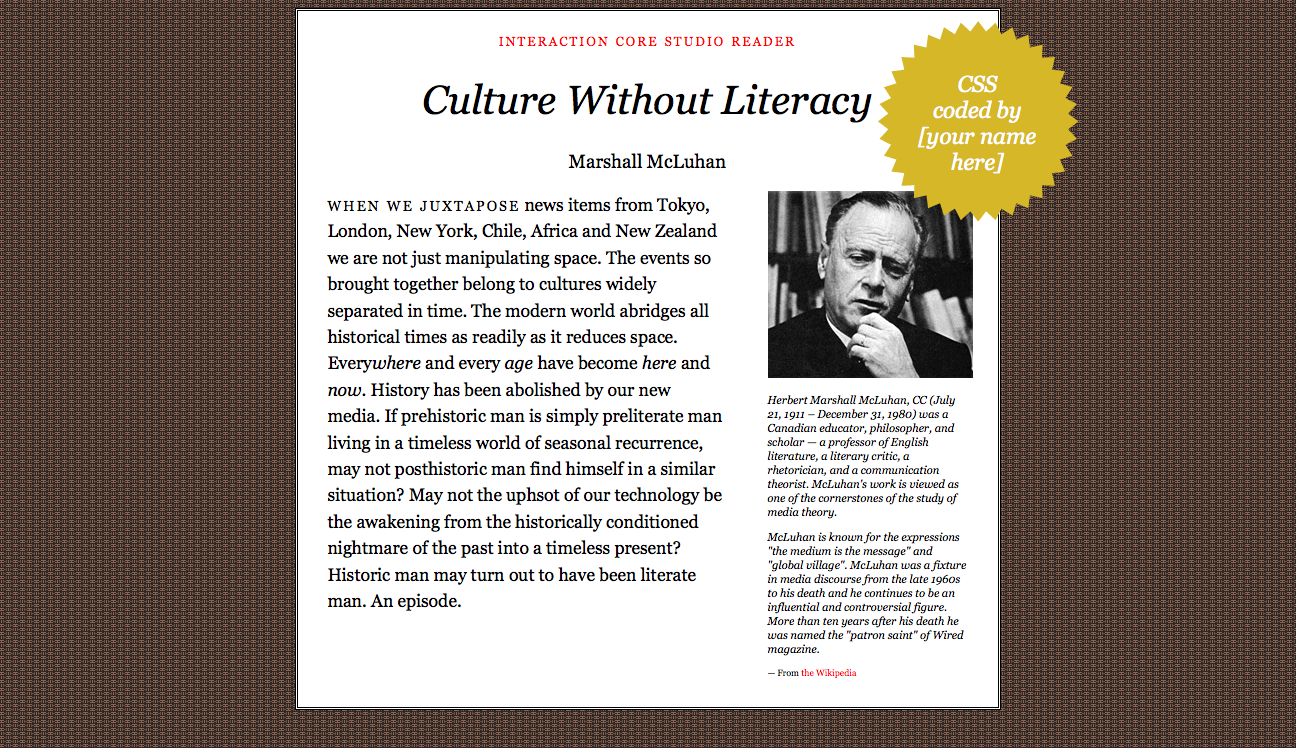 INTERACTION CORE STUDIO READER
Culture Without Literacy
Marshall McLuhan
CSS
coded by
[your name
here]
WHEN WE JUXTAPOSE news items from Tokyo,
London, New York, Chile, Africa and New Zealand
we are not just manipulating space. The events so
brought together belong to cultures widely
separated in time. The modern world abridges all
historical times as readily as it reduces space.
Everywhere and every age have become here and
now. History has been abolished by our new
media. If prehistoric man is simply preliterate man
living in a timeless world of seasonal recurrence,
may not posthistoric man find himself in a similar
situation? May not the uphsot of our technology be
the awakening from the historically conditioned
nightmare of the past into a timeless present?
Historic man may turn out to have been literate
man. An episode.
Herbert Marshall McLuhan, CC (July
21, 1911 – December 31, 1980) was a
Canadian educator, philosopher, and
scholar — a professor of English
literature, a literary critic, a
rhetorician, and a communication
theorist. McLuhan's work is viewed as
one of the cornerstones of the study of
media theory.
McLuhan is known for the expressions
"the medium is the message" and
"global village". McLuhan was a fixture
in media discourse from the late 1960s
to his death and he continues to be an
influential and controversial figure.
More than ten years after his death he
was named the "patron saint" of Wired
magazine.
— From the Wikipedia